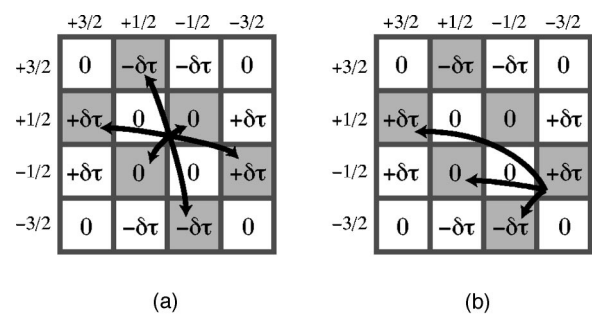 +3/2 +1/2 −1/2 −3/2
+3/2 0 −δτ −δτ 0
+1/2 +δτ 0 0 +δτ
−1/2 +δτ 0 0 +δτ
−3/2 0 −δτ −δτ 0
(a)
+3/2 +1/2 −1/2 −3/2
+3/2 0 −δτ −δτ 0
+1/2 +δτ 0 0 +δτ
−1/2 +δτ 0 0 +δτ
−3/2 0 −δτ −δτ 0
(b)